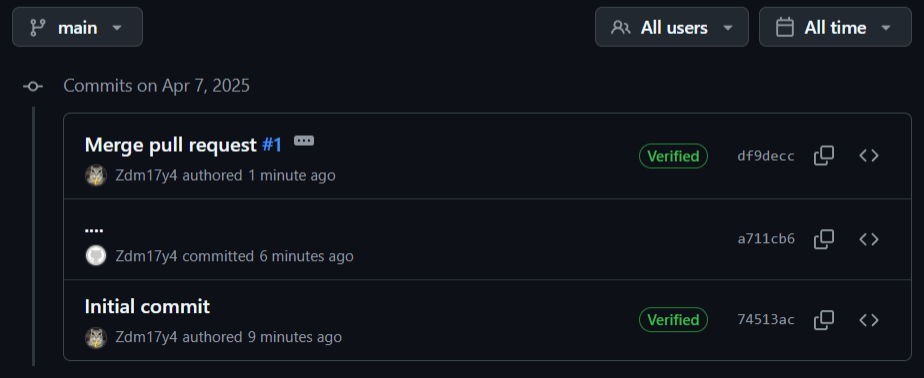 main
All users
All time
Commits on Apr 7, 2025
Merge pull request #1
Zdm17y4 authored 1 minute ago
Verified
df9decc
....
Zdm17y4 committed 6 minutes ago
a711cb6
Initial commit
Zdm17y4 authored 9 minutes ago
Verified
74513ac